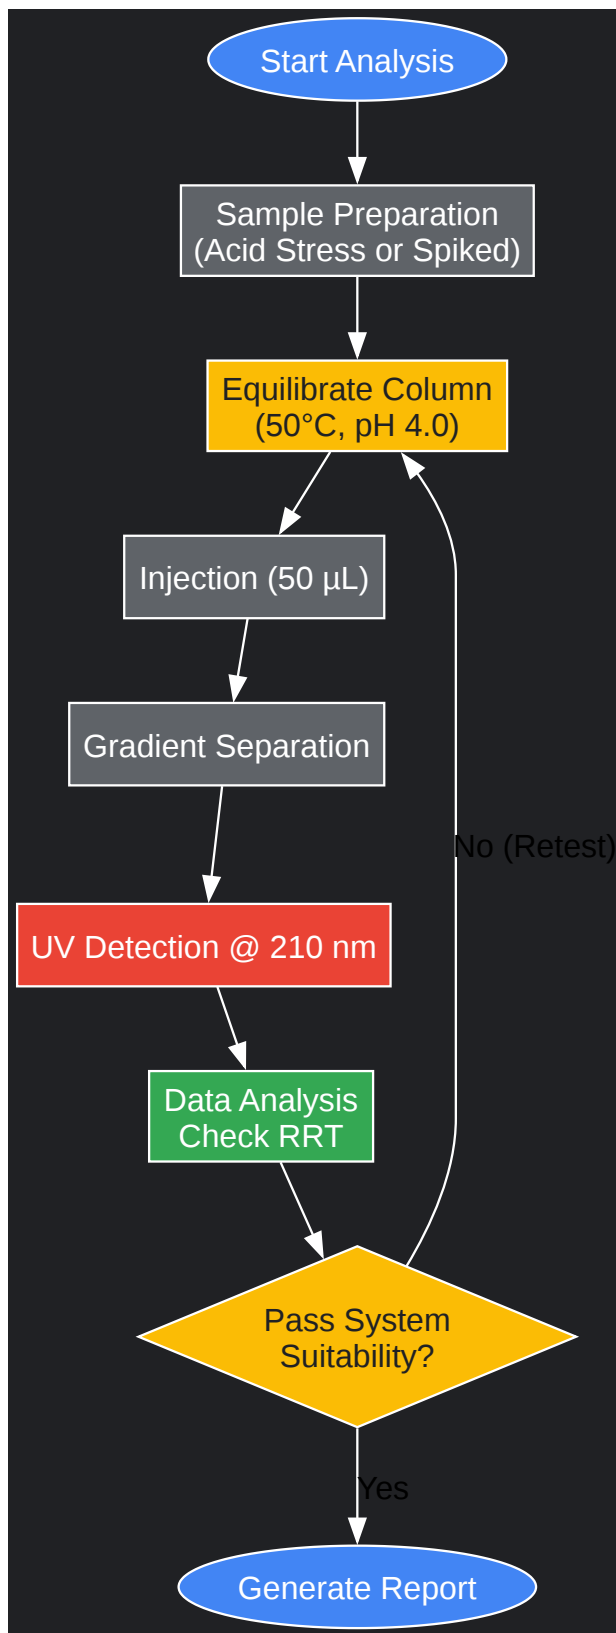 Start Analysis
Sample Preparation
(Acid Stress or Spiked)
Equilibrate Column
(50°C, pH 4.0)
Injection (50 µL)
Gradient Separation
No (Retest)
UV Detection @ 210 nm
Data Analysis
Check RRT
Pass System
Suitability?
Yes
Generate Report